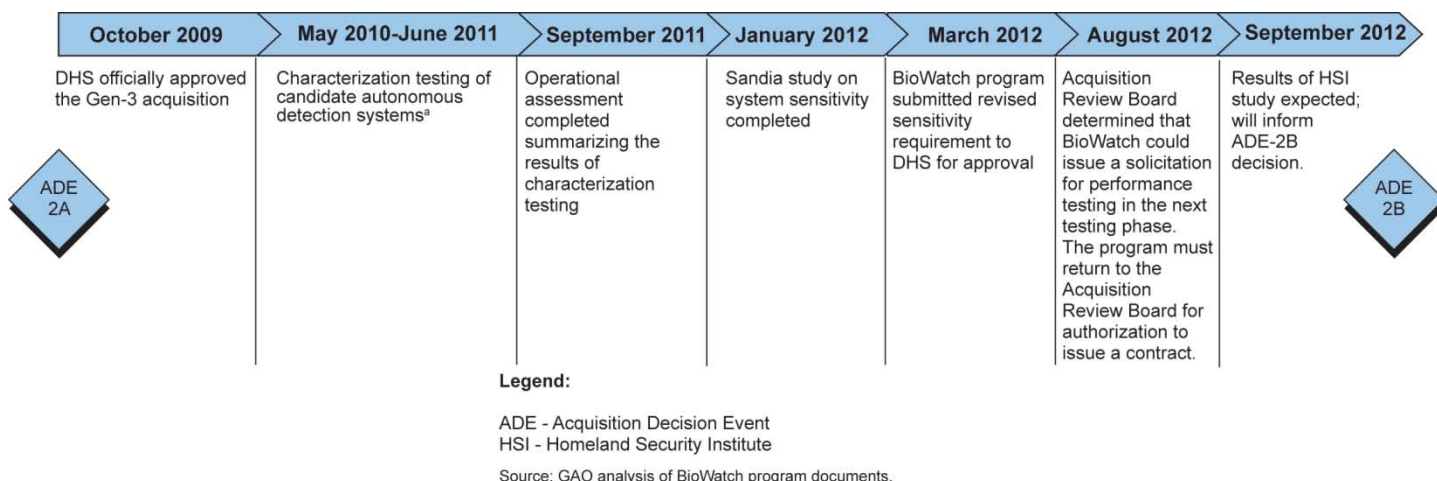 October 2009
May 2010-June 2011
September 2011
January 2012
March 2012
August 2012
September 2012
ADE
2A
DHS officially approved
the Gen-3 acquisition
Characterization testing of
candidate autonomous
detection systemsᵃ
Operational
assessment
completed
summarizing the
results of
characterization
testing
Sandia study on
system sensitivity
completed
BioWatch program
submitted revised
sensitivity
requirement to
DHS for approval
Acquisition
Review Board
determined that
BioWatch could
issue a solicitation
for performance
testing in the next
testing phase.
The program must
return to the
Acquisition
Review Board for
authorization to
issue a contract.
Results of HSI
study expected;
will inform
ADE-2B
decision.
ADE
2B
Legend:
ADE - Acquisition Decision Event
HSI - Homeland Security Institute
Source: GAO analysis of BioWatch program documents.